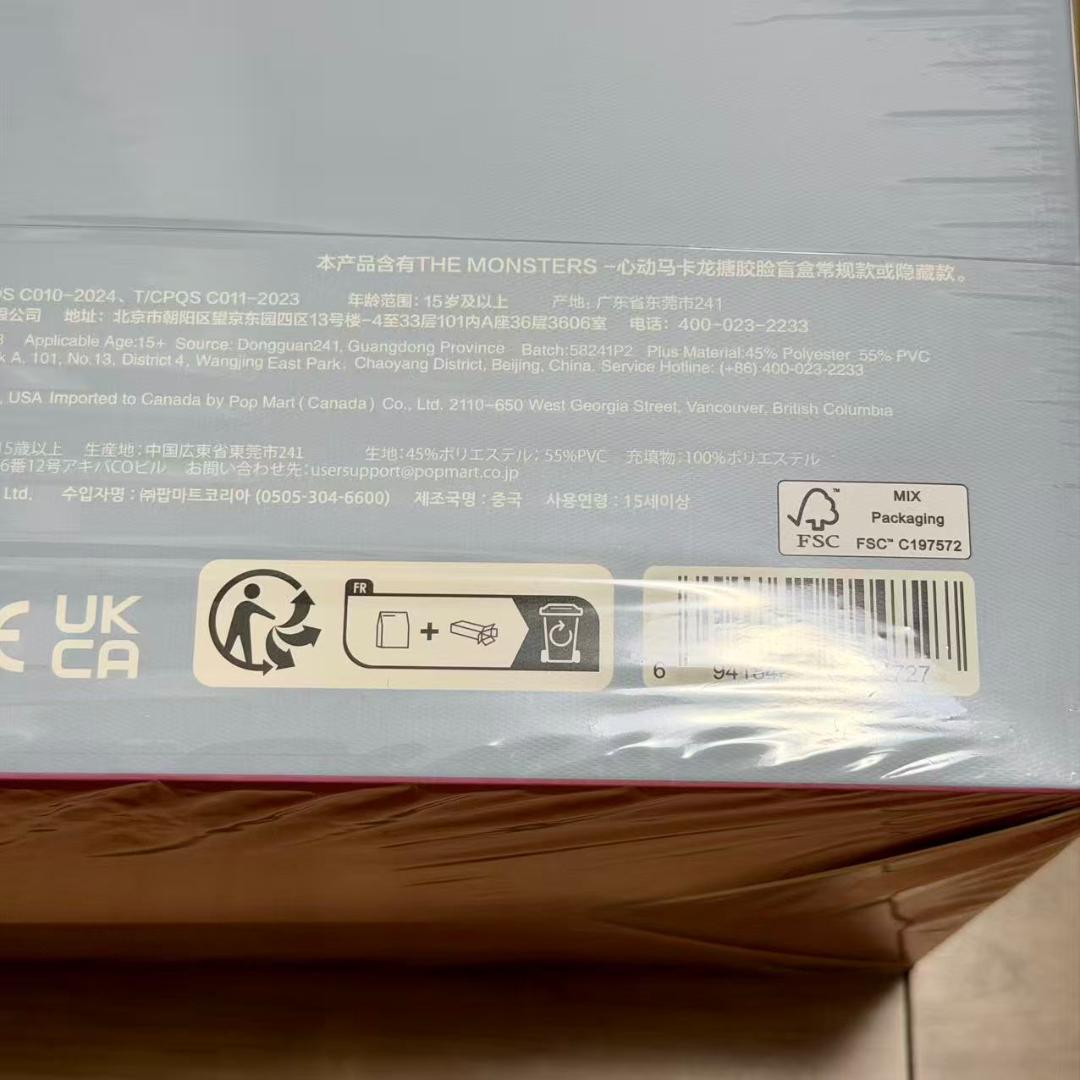 本产品含有THE MONSTERS -心动马卡龙搪胶脸盲盒常规款或隐藏款。
QS C010-2024、T/CPQS C011-2023 年龄范围: 15岁及以上 产地: 广东省东莞市241
限公司 地址: 北京市朝阳区望京东园四区13号楼-4至33层101内A座36层3606室 电话: 400-023-2233
3 Applicable Age:15+ Source: Dongguan241, Guangdong Province Batch:58241P2 Plus Material:45% Polyester 55% PVC
k A, 101, No.13, District 4, Wangjing East Park, Chaoyang District, Beijing, China. Service Hotline: (+86) 400-023-2233
, USA Imported to Canada by Pop Mart ( Canada ) Co., Ltd. 2110-650 West Georgia Street, Vancouver, British Columbia
15歳以上 生産地:中国広東省東莞市241 生地:45%ポリエステル; 55%PVC 充填物:100%ポリエステル
6番12号アキバCOビル お問い合わせ先:usersupport@popmart.co.jp
Ltd. 수입자명 : ㈜팝마트코리아 (0505-304-6600) 제조국명 : 중국 사용연령 : 15세이상
FSC™
MIX
Packaging
FSC™ C197572
CE
UK
CA
FR
6 727